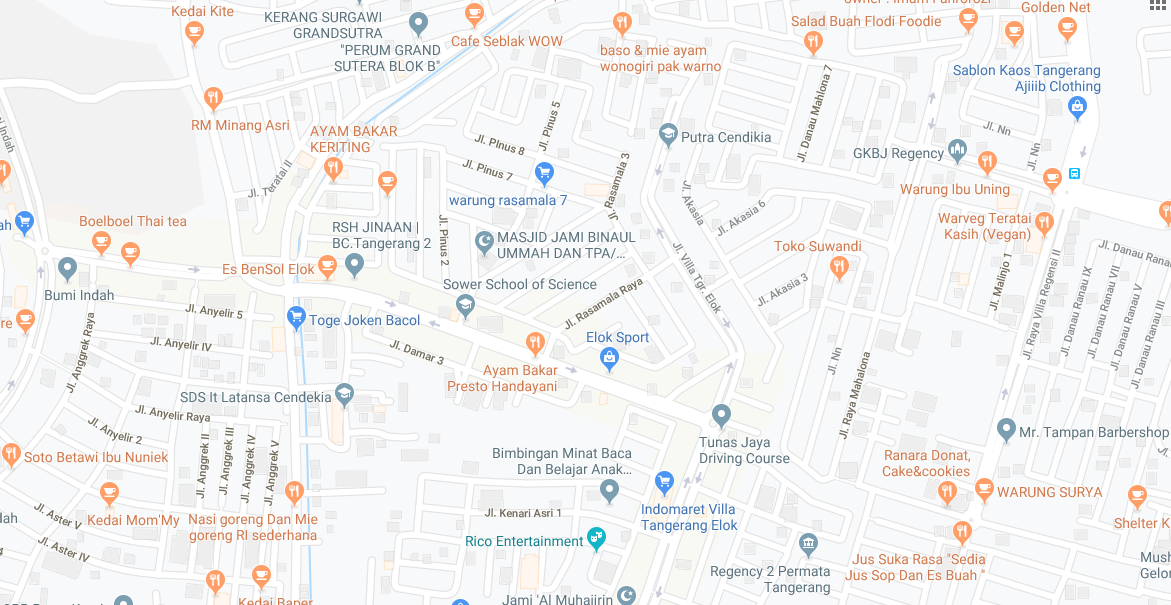 Kedai Kite
KERANG SURGAWI
GRANDSUTRA
"PERUM GRAND
SUTERA BLOK B"
Cafe Seblak WOW
baso & mie ayam
wonogiri pak warno
Salad Buah Flodi Foodie
Golden Net
Sablon Kaos Tangerang
Ajiiib Clothing
RM Minang Asri
AYAM BAKAR
KERITING
Jl. Teratai II
Jl. Pinus 5
Jl. Pinus 8
Jl. Pinus 7
Jl. Pinus 2
warung rasamala 7
Jl. Rasamala 3
Putra Cendikia
Jl. Danau Mahlona 7
GKBJ Regency
Jl. Nn
Jl. Nn
Warung Ibu Uning
Warveg Teratai
Kasih (Vegan)
Jl. Akasia
Jl. Akasia 6
Jl. Akasia 3
Jl. Villa Tgr. Elok
Toko Suwandi
Boelboel Thai tea
RSH JINAAN |
BC.Tangerang 2
MASJID JAMI BINAUL
UMMAH DAN TPA/...
Es BenSol Elok
Sower School of Science
Bumi Indah
Indah
Jl. Anyelir 5
Toge Joken Bacol
Jl. Rasamala Raya
Elok Sport
Jl. Malinjo 1
Jl. Raya Villa Regensi II
Jl. Danau Ranau IX
Jl. Danau Ranau VII
Jl. Danau Ranau V
Jl. Danau Ranau III
Jl. Danau Ranau
Jl. Anggrek Raya
Jl. Anyelir IV
Jl. Damar 3
Ayam Bakar
Presto Handayani
Jl. Nn
Jl. Raya Mahalona
SDS It Latansa Cendekia
Jl. Anyelir Raya
Jl. Anyelir 2
Jl. Anggrek II
Jl. Anggrek III
Jl. Anggrek IV
Jl. Anggrek V
Soto Betawi Ibu Nuniek
Tunas Jaya
Driving Course
Mr. Tampan Barbershop
Bimbingan Minat Baca
Dan Belajar Anak...
Ranara Donat,
Cake&cookies
WARUNG SURYA
Kedai Mom'My
Nasi goreng Dan Mie
goreng RI sederhana
Jl. Aster V
Jl. Aster IV
Jl. Kenari Asri 1
Indomaret Villa
Tangerang Elok
Rico Entertainment
Shelter K
Jus Suka Rasa "Sedia
Jus Sop Dan Es Buah "
Regency 2 Permata
Tangerang
Mush
Gelor
Kedai Baper
Jami 'Al Muhajirin